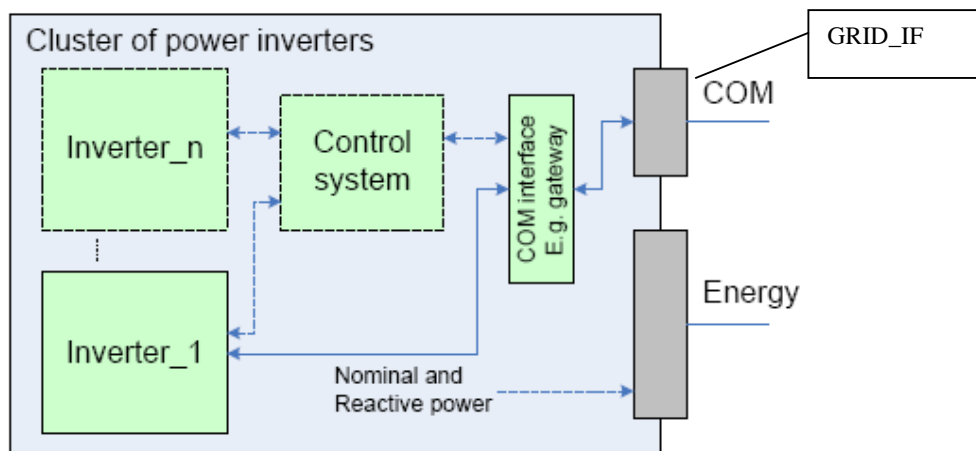 Cluster of power inverters
GRID_IF
COM
Inverter_n
Control
system
COM interface
E.g. gateway
Energy
Inverter_1
Nominal and
Reactive power